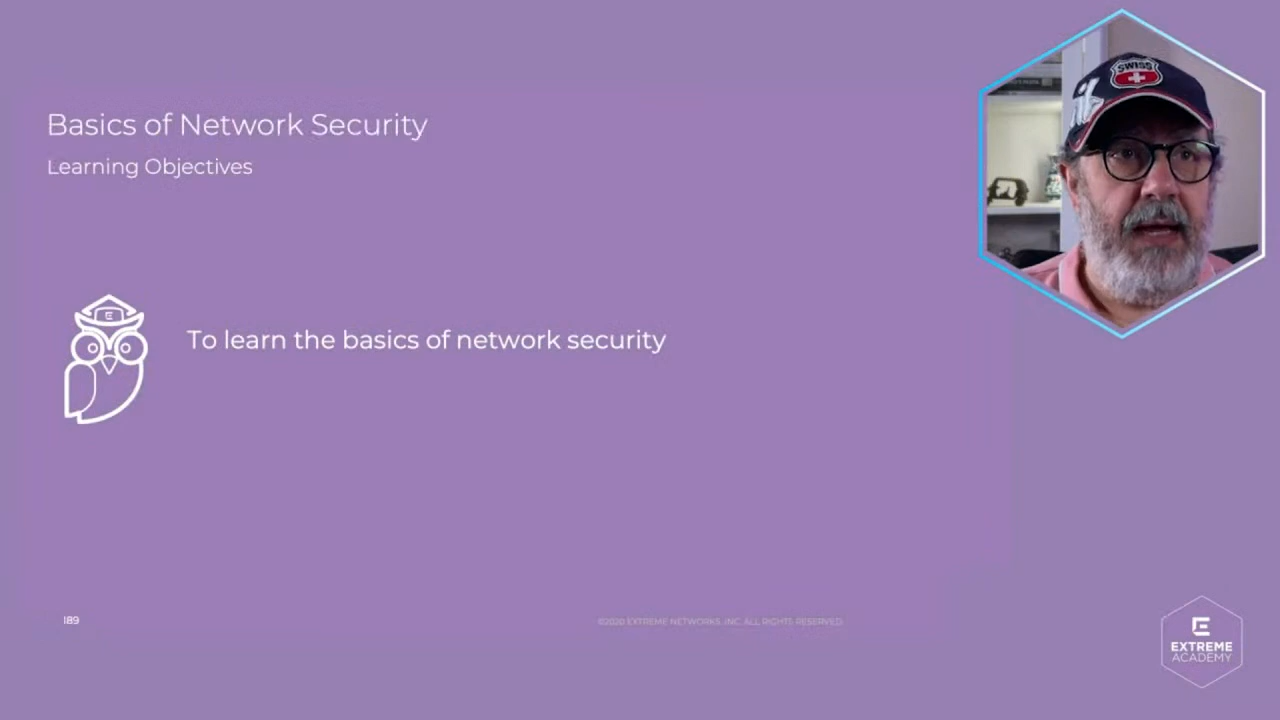 Basics of Network Security
Learning Objectives
SWISS
To learn the basics of network security
189
©2020 EXTREME NETWORKS, INC. ALL RIGHTS RESERVED.
EXTREME
ACADEMY